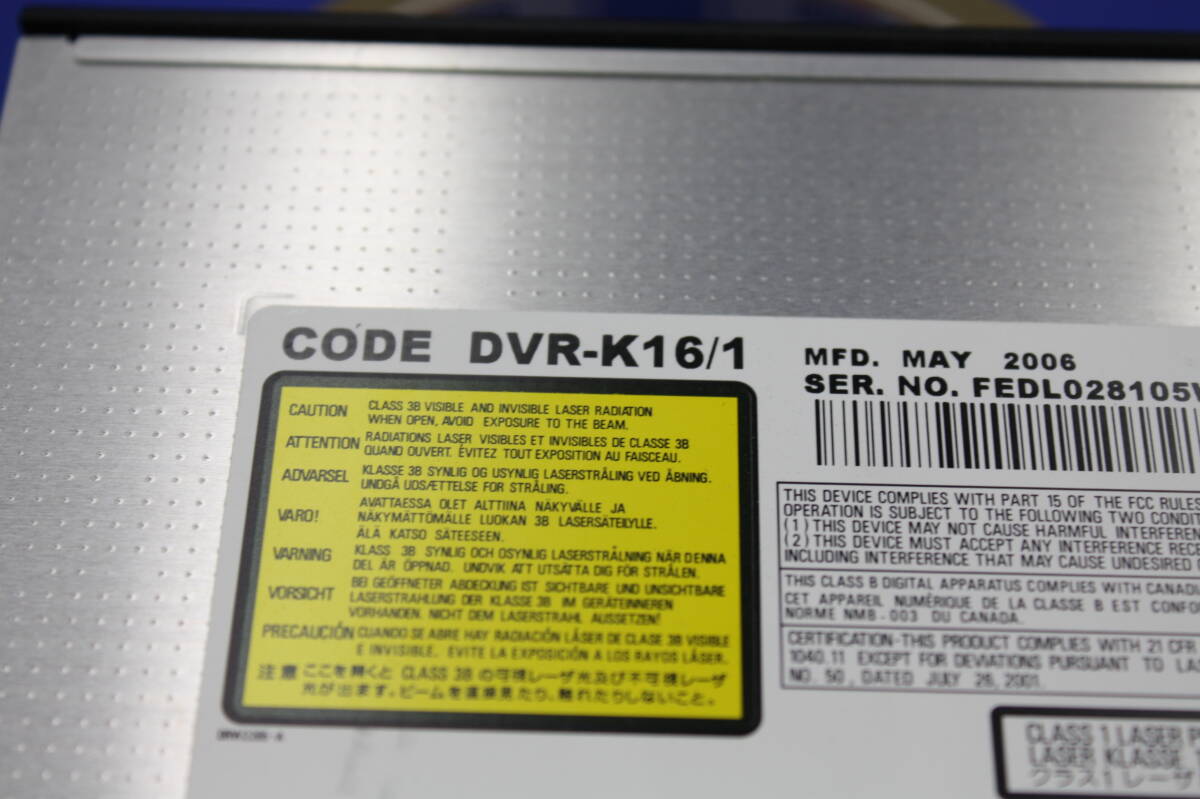 CODE DVR-K16/1
MFD. MAY 2006
SER. NO. FEDL028105
CAUTION CLASS 3B VISIBLE AND INVISIBLE LASER RADIATION
WHEN OPEN, AVOID EXPOSURE TO THE BEAM.
ATTENTION RADIATIONS LASER VISIBLES ET INVISIBLES DE CLASSE 3B
QUAND OUVERT. ÉVITEZ TOUT EXPOSITION AU FAISCEAU.
ADVARSEL KLASSE 3B SYNLIG OG USYNLIG LASERSTRÅLING VED ÅBNING.
UNDGÅ UDSÆTTELSE FOR STRÅLING.
VARO! AVATTAESSA OLET ALTTIINA NÄKYVÄLLE JA
NÄKYMÄTTÖMÄLLE LUOKAN 3B LASERSÄTEILYLLE.
ÄLÄ KATSO SÄTEESEEN.
VARNING KLASS 3B SYNLIG OCH OSYNLIG LASERSTRÅLNING NÄR DENNA
DEL ÄR ÖPPNAD. UNDVIK ATT UTSÄTTA DIG FÖR STRÅLEN.
VORSICHT BEI GEÖFFNETER ABDECKUNG IST SICHTBARE UND UNSICHTBARE
LASERSTRAHLUNG DER KLASSE 3B IM GERÄTEINNEREN
VORHANDEN. NICHT DEM LASERSTRAHL AUSSETZEN!
PRECAUCIÓN CUANDO SE ABRE HAY RADIACIÓN LÁSER DE CLASE 3B VISIBLE
E INVISIBLE. EVITE LA EXPOSICIÓN A LOS RAYOS LÁSER.
注意 ここを開くと CLASS 3B の可視レーザ光及び不可視レーザ
光が出ます。ビームを直接見たり、触れたりしないこと。
THIS DEVICE COMPLIES WITH PART 15 OF THE FCC RULES
OPERATION IS SUBJECT TO THE FOLLOWING TWO CONDIT
(1) THIS DEVICE MAY NOT CAUSE HARMFUL INTERFEREN
(2) THIS DEVICE MUST ACCEPT ANY INTERFERENCE REC
INCLUDING INTERFERENCE THAT MAY CAUSE UNDESIRED
THIS CLASS B DIGITAL APPARATUS COMPLIES WITH CANAD
CET APPAREIL NUMÉRIQUE DE LA CLASSE B EST CONFO
NORME NMB-003 DU CANADA.
CERTIFICATION-THIS PRODUCT COMPLIES WITH 21 CFR
1040.11 EXCEPT FOR DEVIATIONS PURSUANT TO LA
NO. 50, DATED JULY 26, 2001.
CLASS 1 LASER P
LASER KLASSE 1
クラス1 レーザ